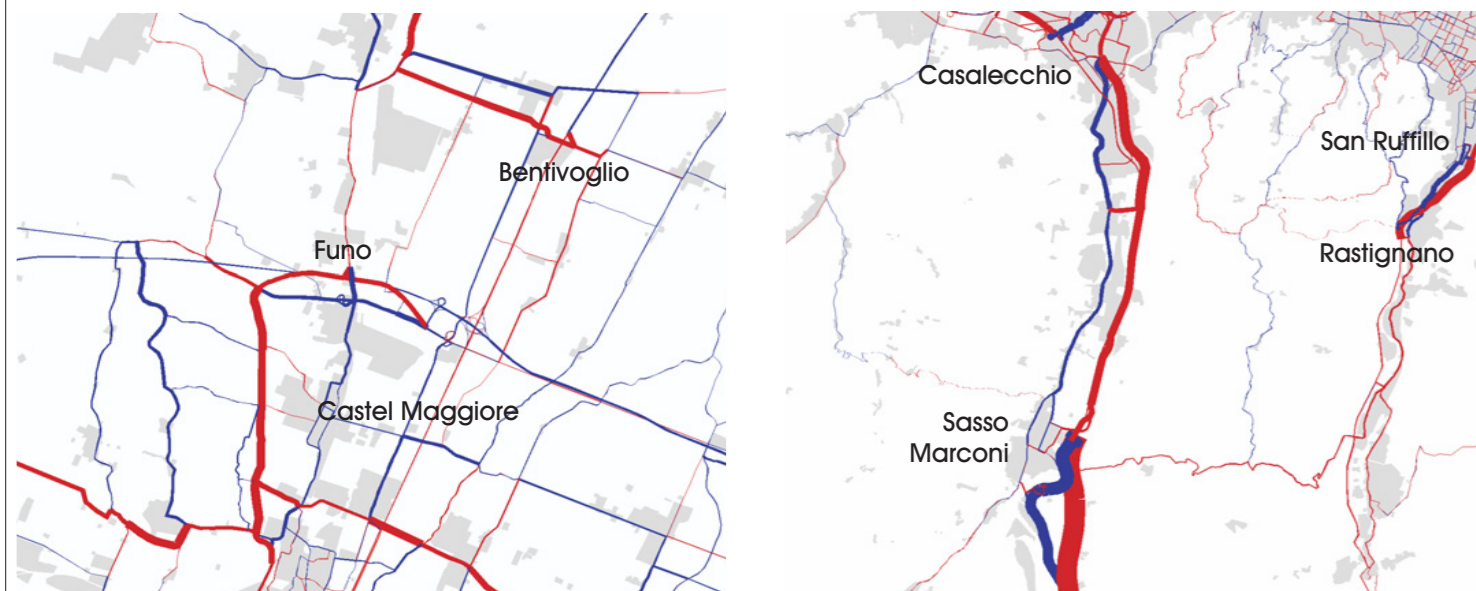 Bentivoglio
Funo
Castel Maggiore
Casalecchio
San Ruffillo
Rastignano
Sasso
Marconi